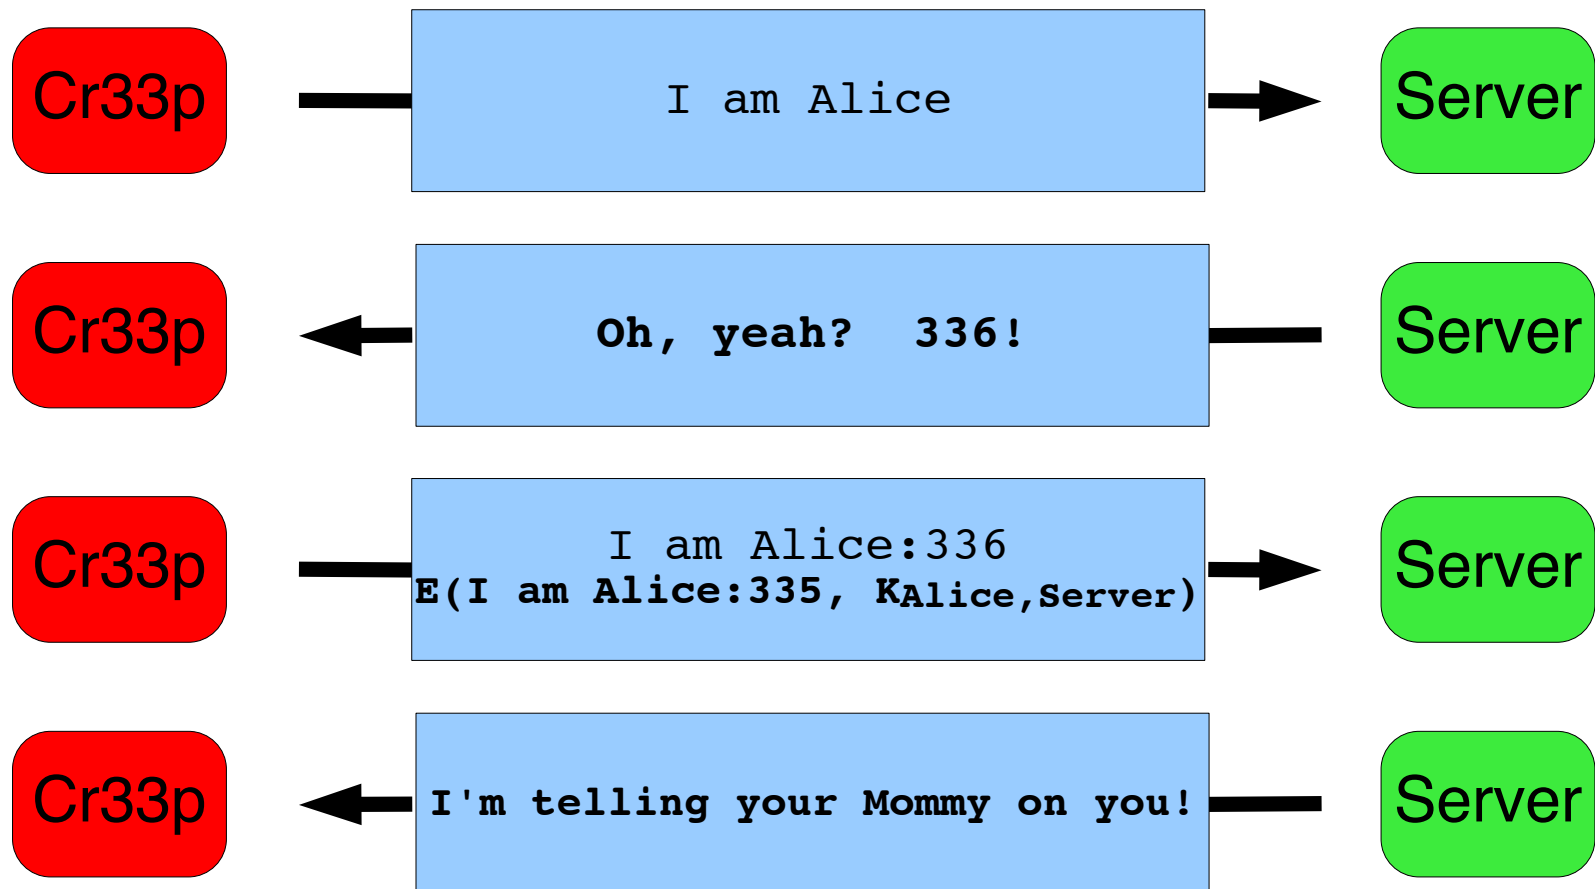 Cr33p I am Alice Server
Cr33p Oh, yeah? 336! Server
Cr33p I am Alice:336 Server
E(I am Alice:335, KAlice,Server)
Cr33p I'm telling your Mommy on you! Server